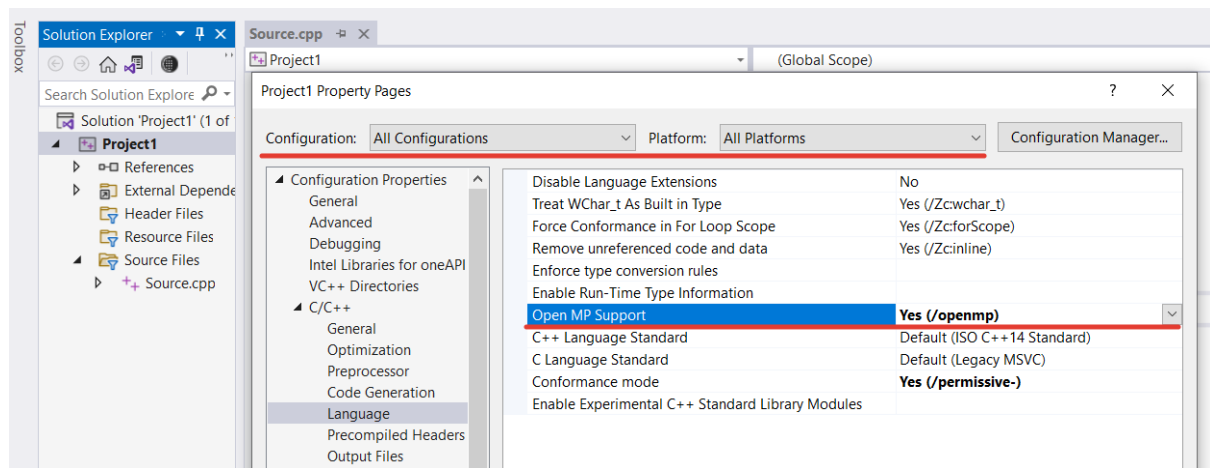 Toolbox
Solution Explorer
Search Solution Explore
Solution 'Project1' (1 of
Project1
References
External Depende
Header Files
Resource Files
Source Files
Source.cpp
Source.cpp
Project1
(Global Scope)
Project1 Property Pages
Configuration: All Configurations Platform: All Platforms Configuration Manager...
Configuration Properties
General
Advanced
Debugging
Intel Libraries for oneAPI
VC++ Directories
C/C++
General
Optimization
Preprocessor
Code Generation
Language
Precompiled Headers
Output Files
Disable Language Extensions No
Treat WChar_t As Built in Type Yes (/Zc:wchar_t)
Force Conformance in For Loop Scope Yes (/Zc:forScope)
Remove unreferenced code and data Yes (/Zc:inline)
Enforce type conversion rules
Enable Run-Time Type Information
Open MP Support Yes (/openmp)
C++ Language Standard Default (ISO C++14 Standard)
C Language Standard Default (Legacy MSVC)
Conformance mode Yes (/permissive-)
Enable Experimental C++ Standard Library Modules